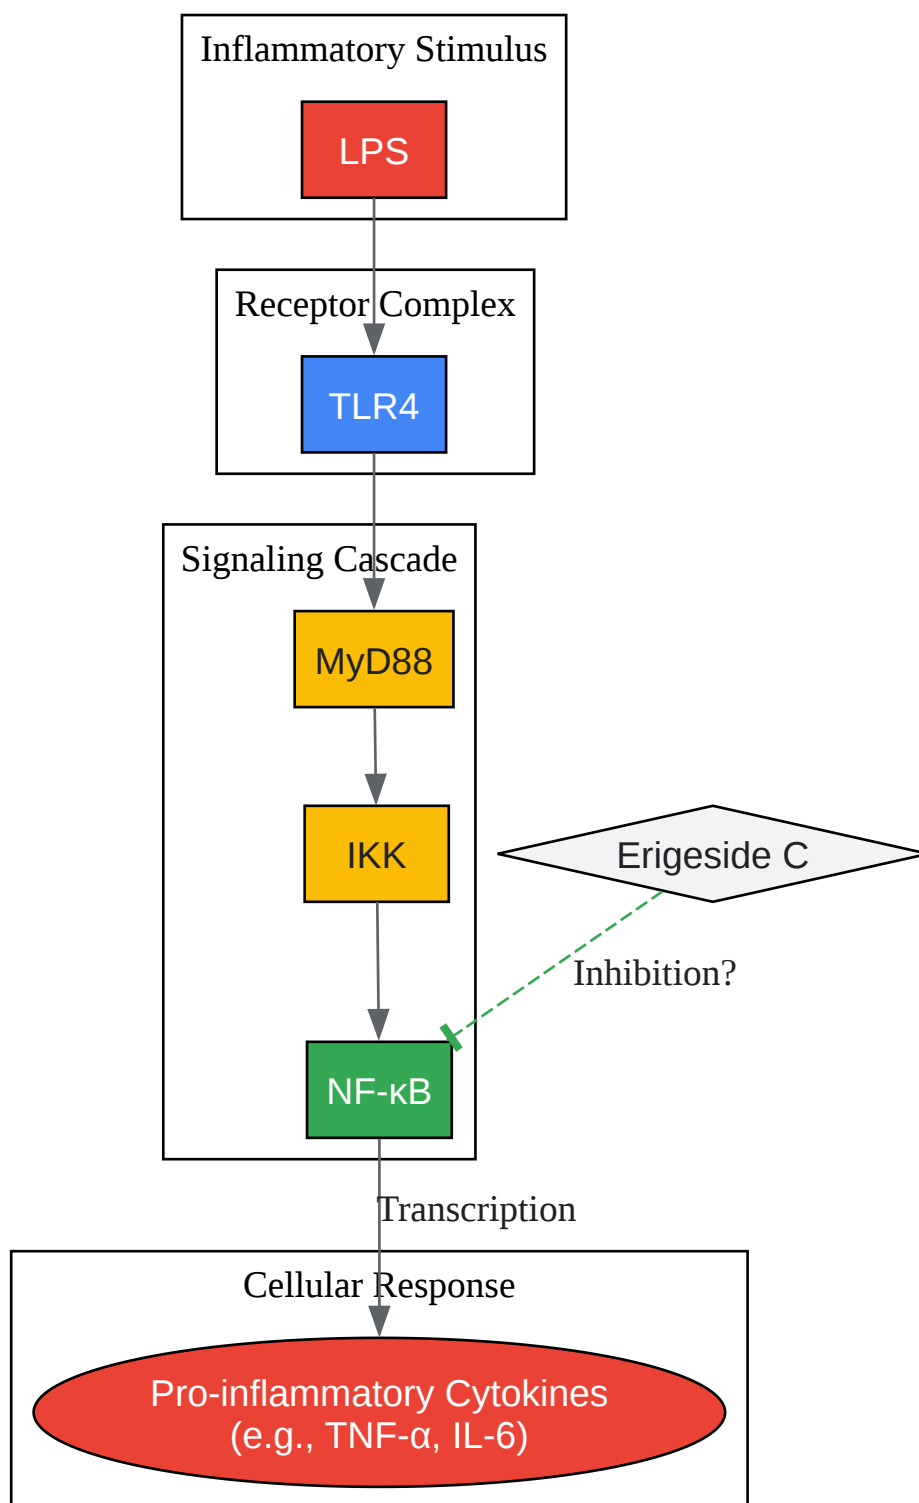 Inflammatory Stimulus
LPS
Receptor Complex
TLR4
Signaling Cascade
MyD88
IKK
Erigeside C
Inhibition?
NF-κB
Transcription
Cellular Response
Pro-inflammatory Cytokines
(e.g., TNF-α, IL-6)